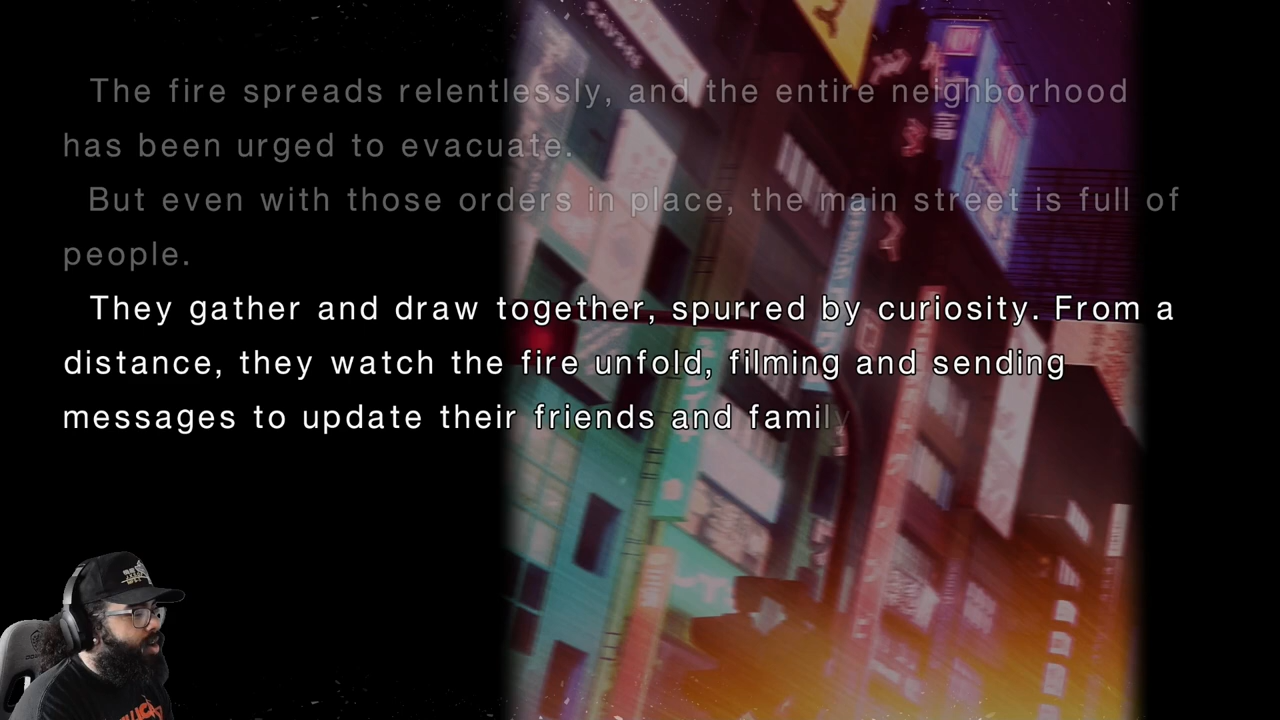 The fire spreads relentlessly, and the entire neighborhood
has been urged to evacuate.
But even with those orders in place, the main street is full of
people.
They gather and draw together, spurred by curiosity. From a
distance, they watch the fire unfold, filming and sending
messages to update their friends and family